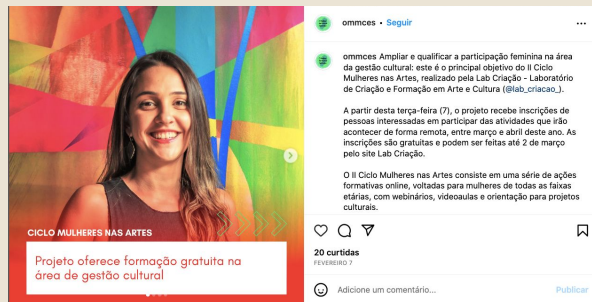 CICLO MULHERES NAS ARTES
Projeto oferece formação gratuita na
área de gestão cultural
ommces • Seguir
ommces Ampliar e qualificar a participação feminina na área
da gestão cultural: este é o principal objetivo do II Ciclo
Mulheres nas Artes, realizado pela Lab Criação - Laboratório
de Criação e Formação em Arte e Cultura (@lab_criacao_).
A partir desta terça-feira (7), o projeto recebe inscrições de
pessoas interessadas em participar das atividades que irão
acontecer de forma remota, entre março e abril deste ano. As
inscrições são gratuitas e podem ser feitas até 2 de março
pelo site Lab Criação.
O II Ciclo Mulheres nas Artes consiste em uma série de ações
formativas online, voltadas para mulheres de todas as faixas
etárias, com webinários, videoaulas e orientação para projetos
culturais.
20 curtidas
FEVEREIRO 7
Adicione um comentário...
Publicar